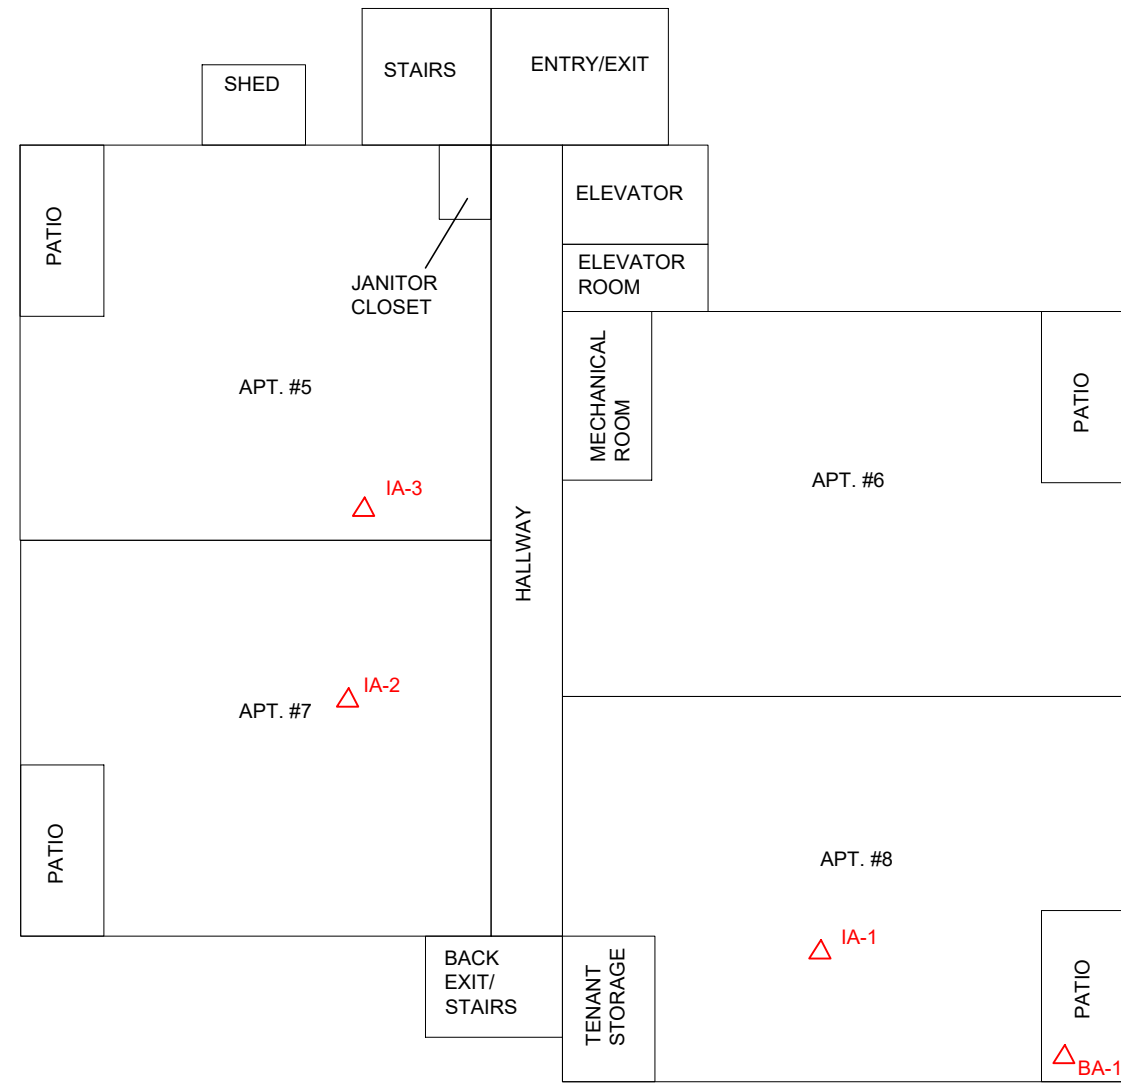 STAIRS
ENTRY/EXIT
SHED
ELEVATOR
PATIO
ELEVATOR
ROOM
JANITOR
CLOSET
MECHANICAL
ROOM
PATIO
APT. #5
APT. #6
IA-3
HALLWAY
IA-2
APT. #7
PATIO
APT. #8
IA-1
BACK
EXIT/
STAIRS
TENANT
STORAGE
PATIO
BA-1